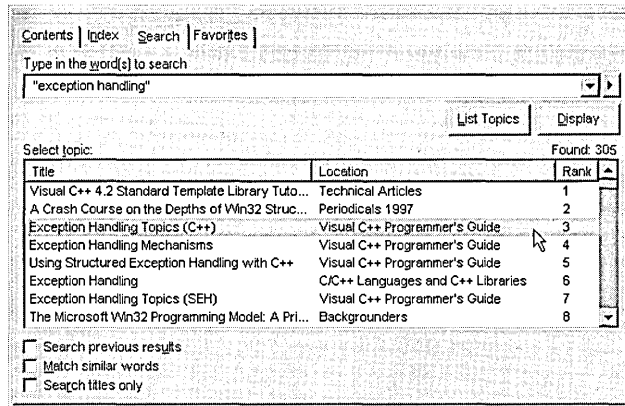 Contents Index Search Favorites
Type in the word(s) to search
"exception handling"
List Topics Display
Select topic: Found: 305
Title Location Rank
Visual C++ 4.2 Standard Template Library Tuto... Technical Articles 1
A Crash Course on the Depths of Win32 Struc... Periodicals 1997 2
Exception Handling Topics (C++) Visual C++ Programmer's Guide 3
Exception Handling Mechanisms Visual C++ Programmer's Guide 4
Using Structured Exception Handling with C++ Visual C++ Programmer's Guide 5
Exception Handling C/C++ Languages and C++ Libraries 6
Exception Handling Topics (SEH) Visual C++ Programmer's Guide 7
The Microsoft Win32 Programming Model: A Pri... Backgrounders 8
Search previous results
Match similar words
Search titles only